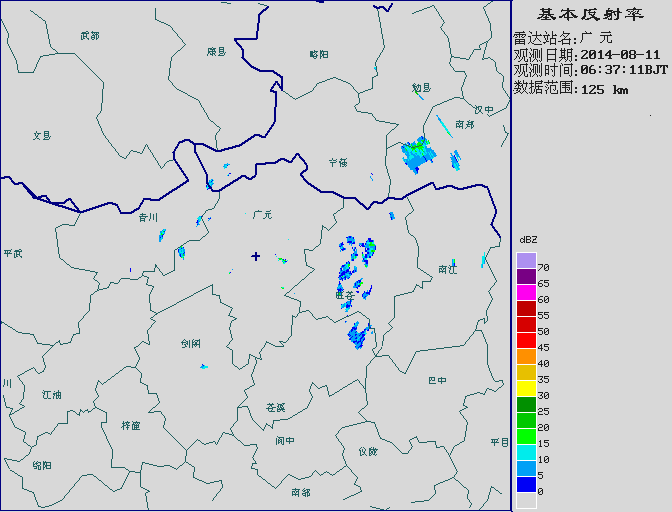 基本反射率
雷达站名:广 元
观测日期:2014-08-11
观测时间:06:37:11BJT
数据范围:125 km
武都
康县
略阳
勉县
汉中
南郑
文县
宁强
青川
广元
平武
南江
旺苍
剑阁
川
江油
巴中
苍溪
梓潼
阆中
平昌
仪陇
绵阳
南部
dBZ
70
65
60
55
50
45
40
35
30
25
20
15
10
5
0